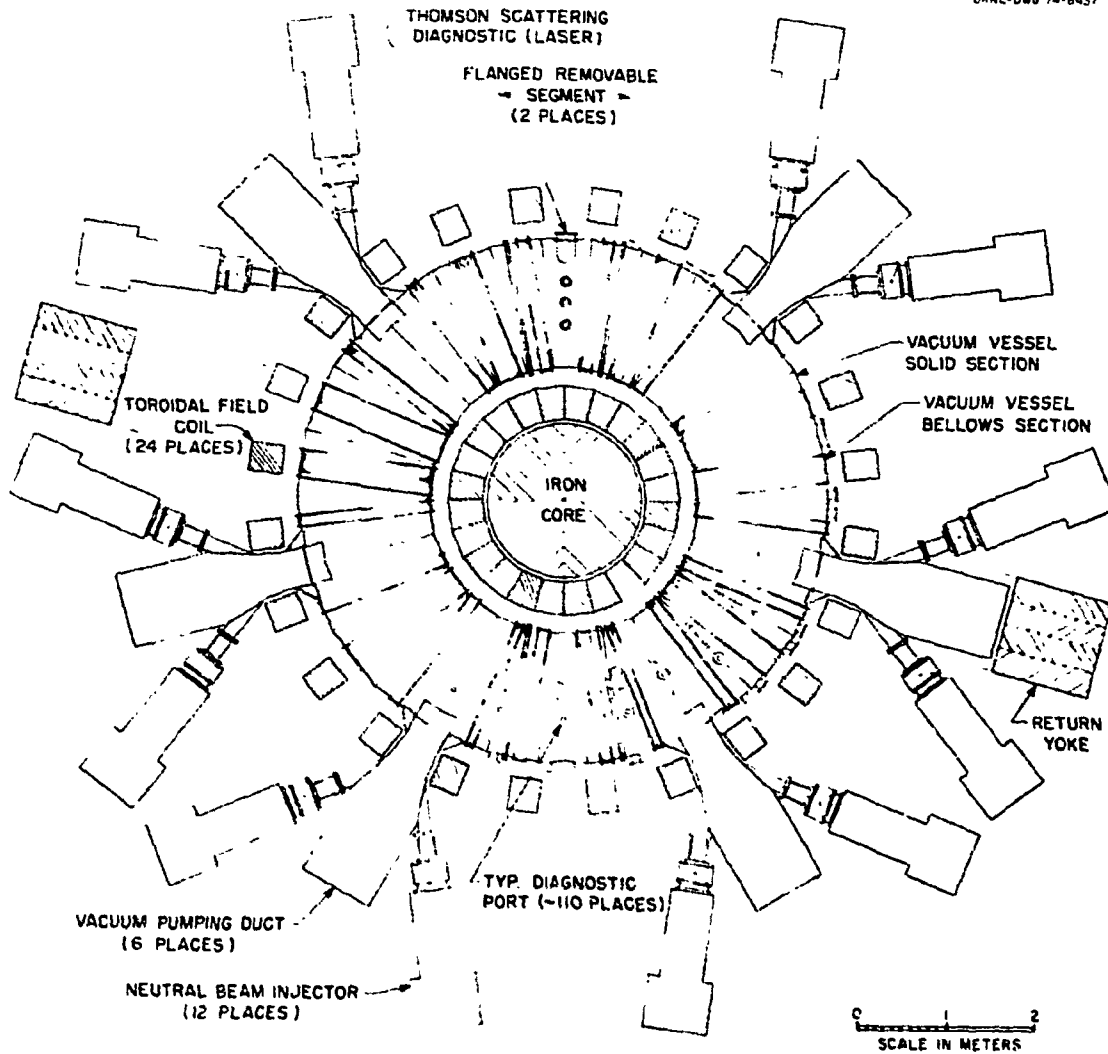 THOMSON SCATTERING
DIAGNOSTIC (LASER)
FLANGED REMOVABLE
SEGMENT
(2 PLACES)
VACUUM VESSEL
SOLID SECTION
TOROIDAL FIELD
COIL
(24 PLACES)
VACUUM VESSEL
BELLOWS SECTION
IRON
CORE
RETURN
YOKE
TYP. DIAGNOSTIC
PORT (~110 PLACES)
VACUUM PUMPING DUCT
(6 PLACES)
NEUTRAL BEAM INJECTOR
(12 PLACES)
0 2
SCALE IN METERS